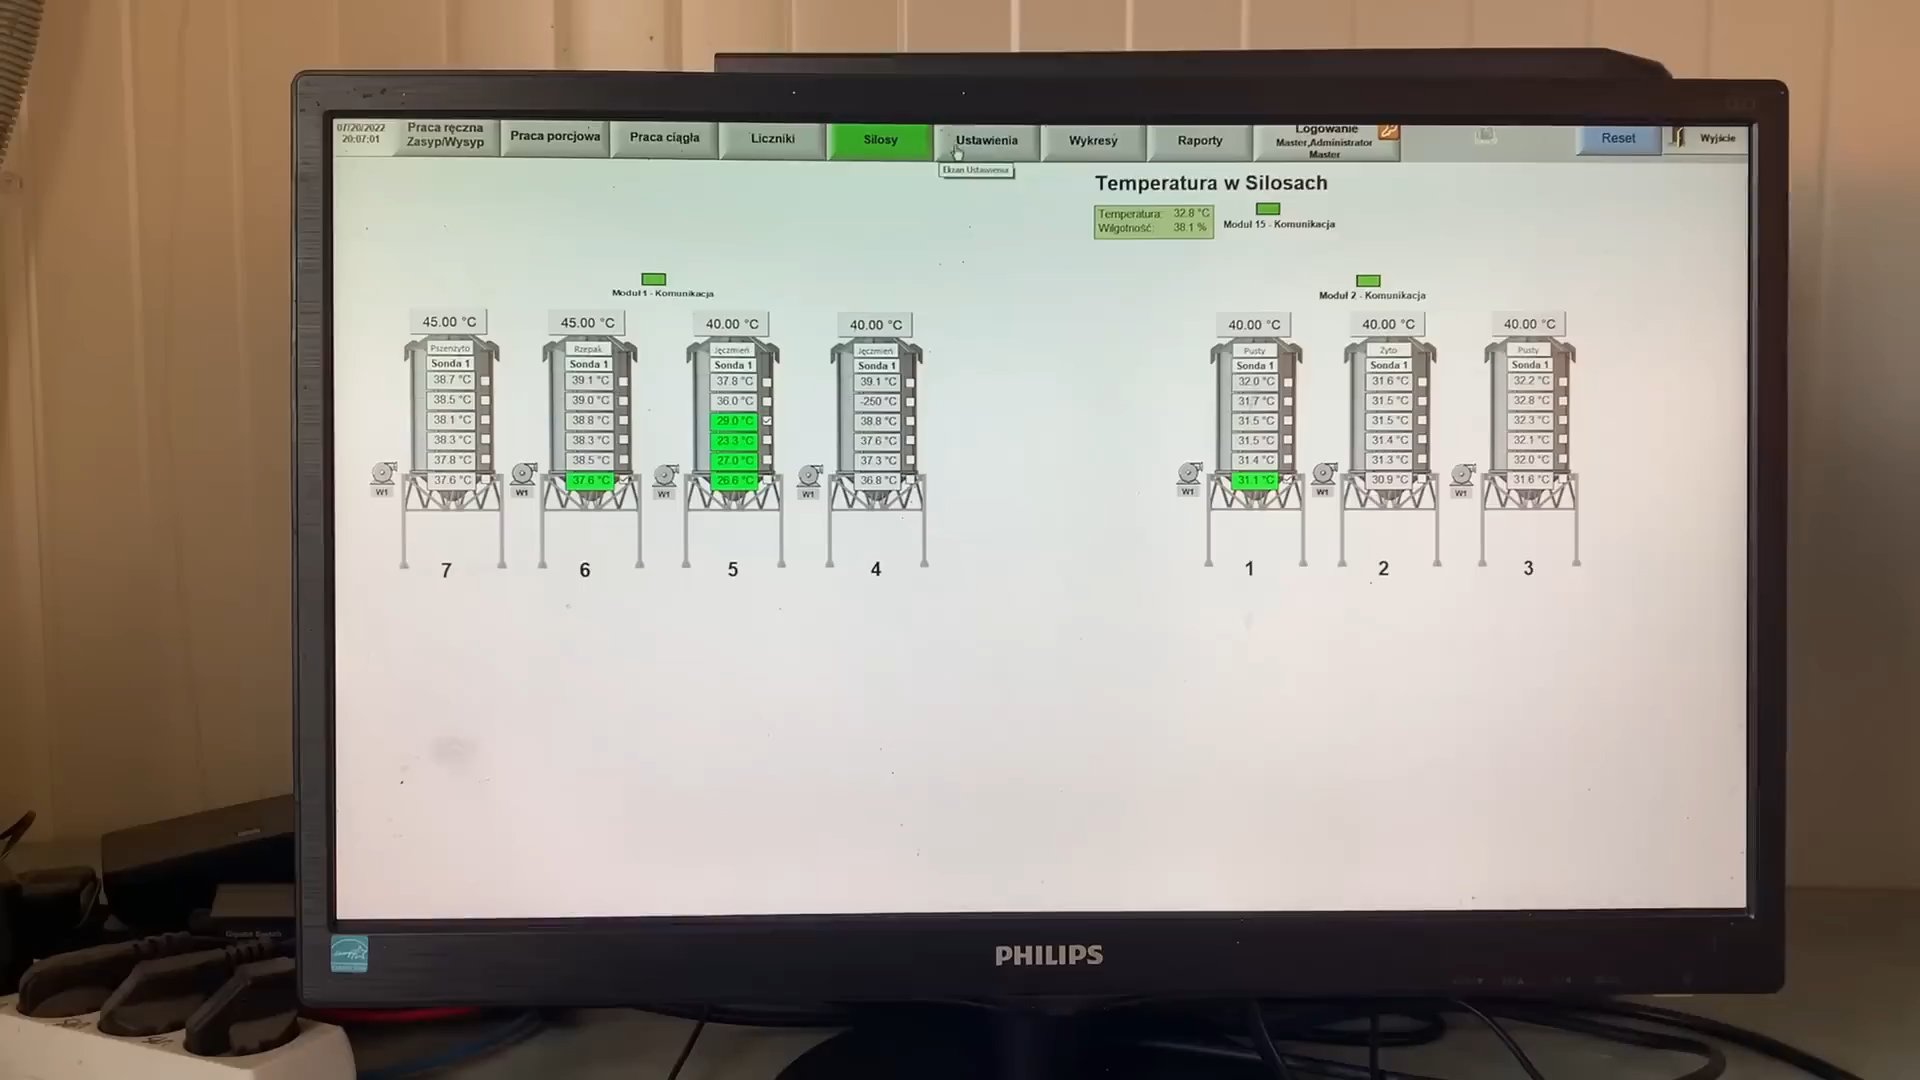 07/20/2022
20:07:01
Praca ręczna
Zasyp/Wysyp
Praca porcjowa
Praca ciągła
Liczniki
Silosy
Ustawienia
Wykresy
Raporty
Logowanie
Master,Administrator
Master
Reset
Wyjście
Ekran Ustawienia
Temperatura w Silosach
Temperatura: 32.8 °C
Wilgotność: 38.1 %
Moduł 15 - Komunikacja
Moduł 1 - Komunikacja
Moduł 2 - Komunikacja
45.00 °C
Pszenżyto
Sonda 1
38.7 °C
38.5 °C
38.1 °C
38.3 °C
37.8 °C
37.6 °C
W1
7
45.00 °C
Rzepak
Sonda 1
39.1 °C
39.0 °C
38.8 °C
38.3 °C
38.5 °C
37.6 °C
W1
6
40.00 °C
Jęczmień
Sonda 1
37.8 °C
36.0 °C
29.0 °C
23.3 °C
27.0 °C
26.6 °C
W1
5
40.00 °C
Jęczmień
Sonda 1
39.1 °C
-250 °C
38.8 °C
37.6 °C
37.3 °C
36.8 °C
W1
4
40.00 °C
Pusty
Sonda 1
32.0 °C
31.7 °C
31.5 °C
31.5 °C
31.4 °C
31.1 °C
W1
1
40.00 °C
Żyto
Sonda 1
31.6 °C
31.5 °C
31.5 °C
31.4 °C
31.3 °C
30.9 °C
W1
2
40.00 °C
Pusty
Sonda 1
32.2 °C
32.8 °C
32.3 °C
32.1 °C
32.0 °C
31.6 °C
W1
3
PHILIPS
Gigabit Switch